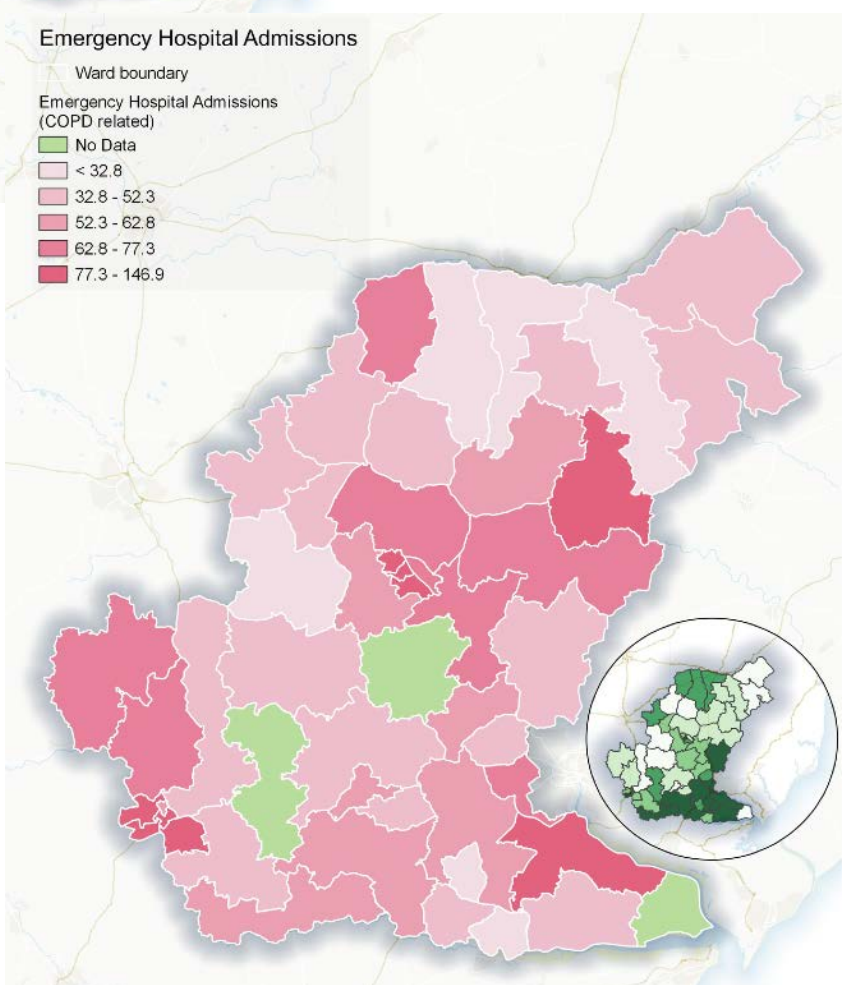 Emergency Hospital Admissions
Ward boundary
Emergency Hospital Admissions
(COPD related)
No Data
< 32.8
32.8 - 52.3
52.3 - 62.8
62.8 - 77.3
77.3 - 146.9